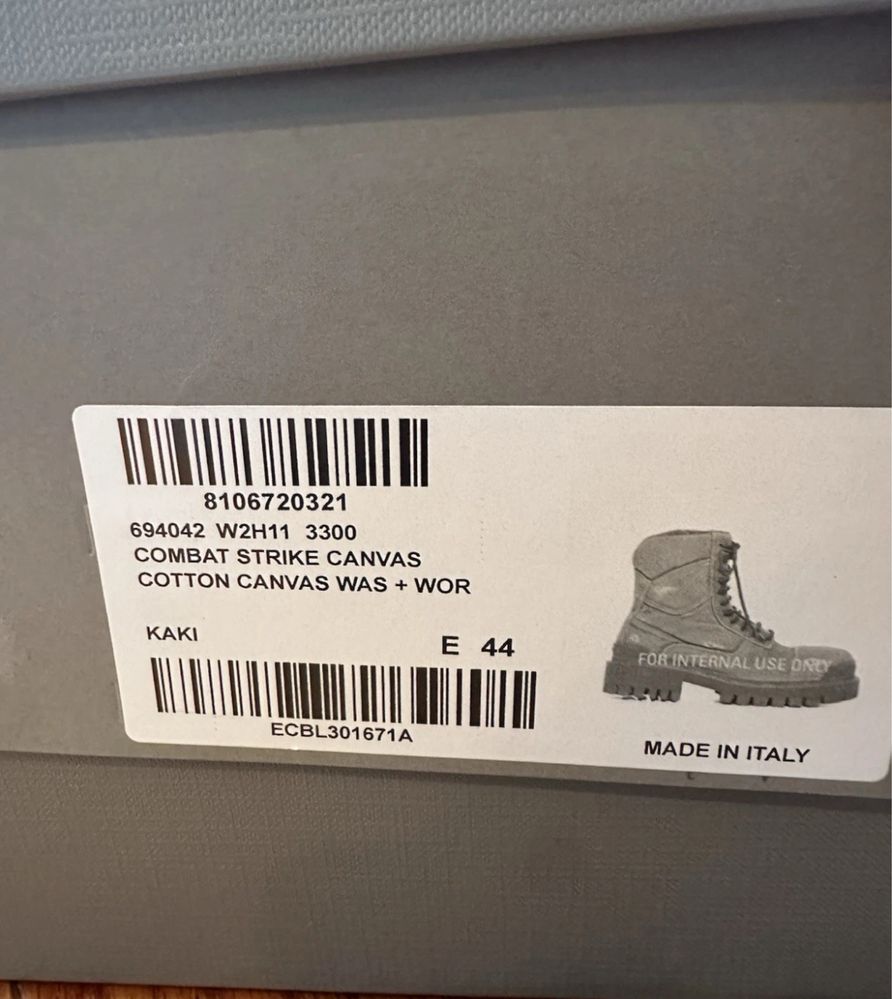 8106720321
694042 W2H11 3300
COMBAT STRIKE CANVAS
COTTON CANVAS WAS + WOR
KAKI
E 44
FOR INTERNAL USE ONLY
ECBL301671A
MADE IN ITALY